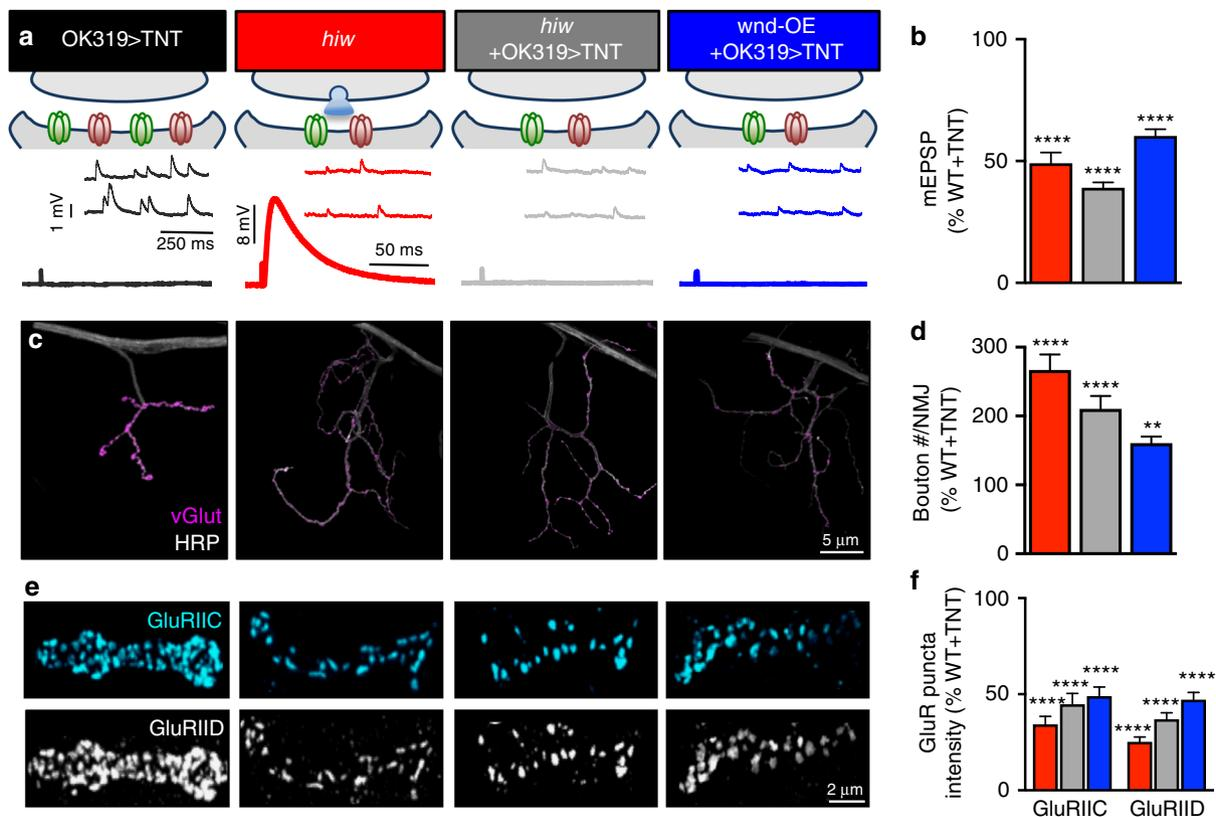 a
OK319>TNT
hiw
hiw
+OK319>TNT
wnd-OE
+OK319>TNT
1 mV
250 ms
8 mV
50 ms
b
mEPSP
(% WT+TNT)
100
50
0
****
****
****
c
vGlut
HRP
5 µm
d
Bouton #/NMJ
(% WT+TNT)
300
200
100
0
****
****
**
e
GluRIIC
GluRIID
2 µm
f
GluR puncta
intensity (% WT+TNT)
100
50
0
****
****
****
****
****
****
GluRIIC
GluRIID